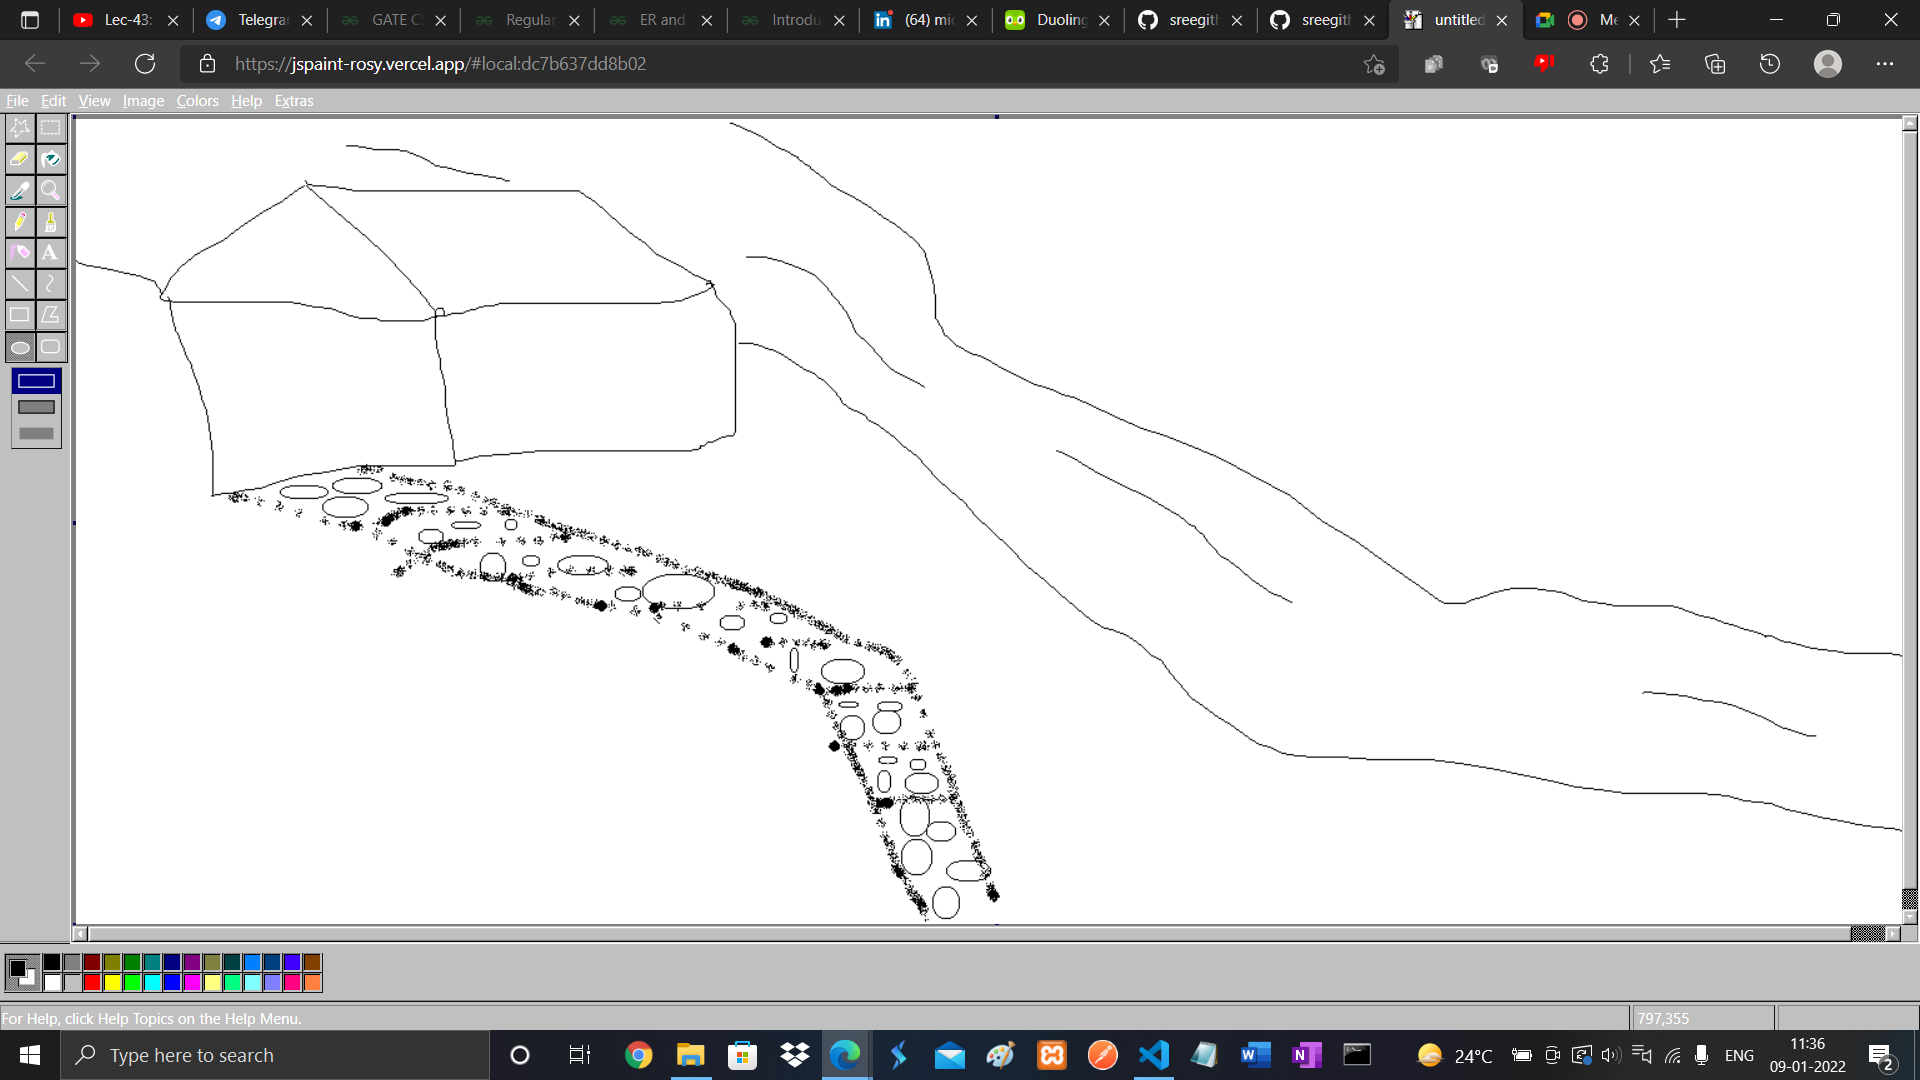 Lec-43:
Telegra
GATE C
Regular
ER and
Introdu
(64) mi
Duoling
sreegit
sreegith
untitled
Me
https://jspaint-rosy.vercel.app/#local:dc7b637dd8b02
File Edit View Image Colors Help Extras
For Help, click Help Topics on the Help Menu.
797,355
Type here to search
24°C
ENG
11:36
09-01-2022
2